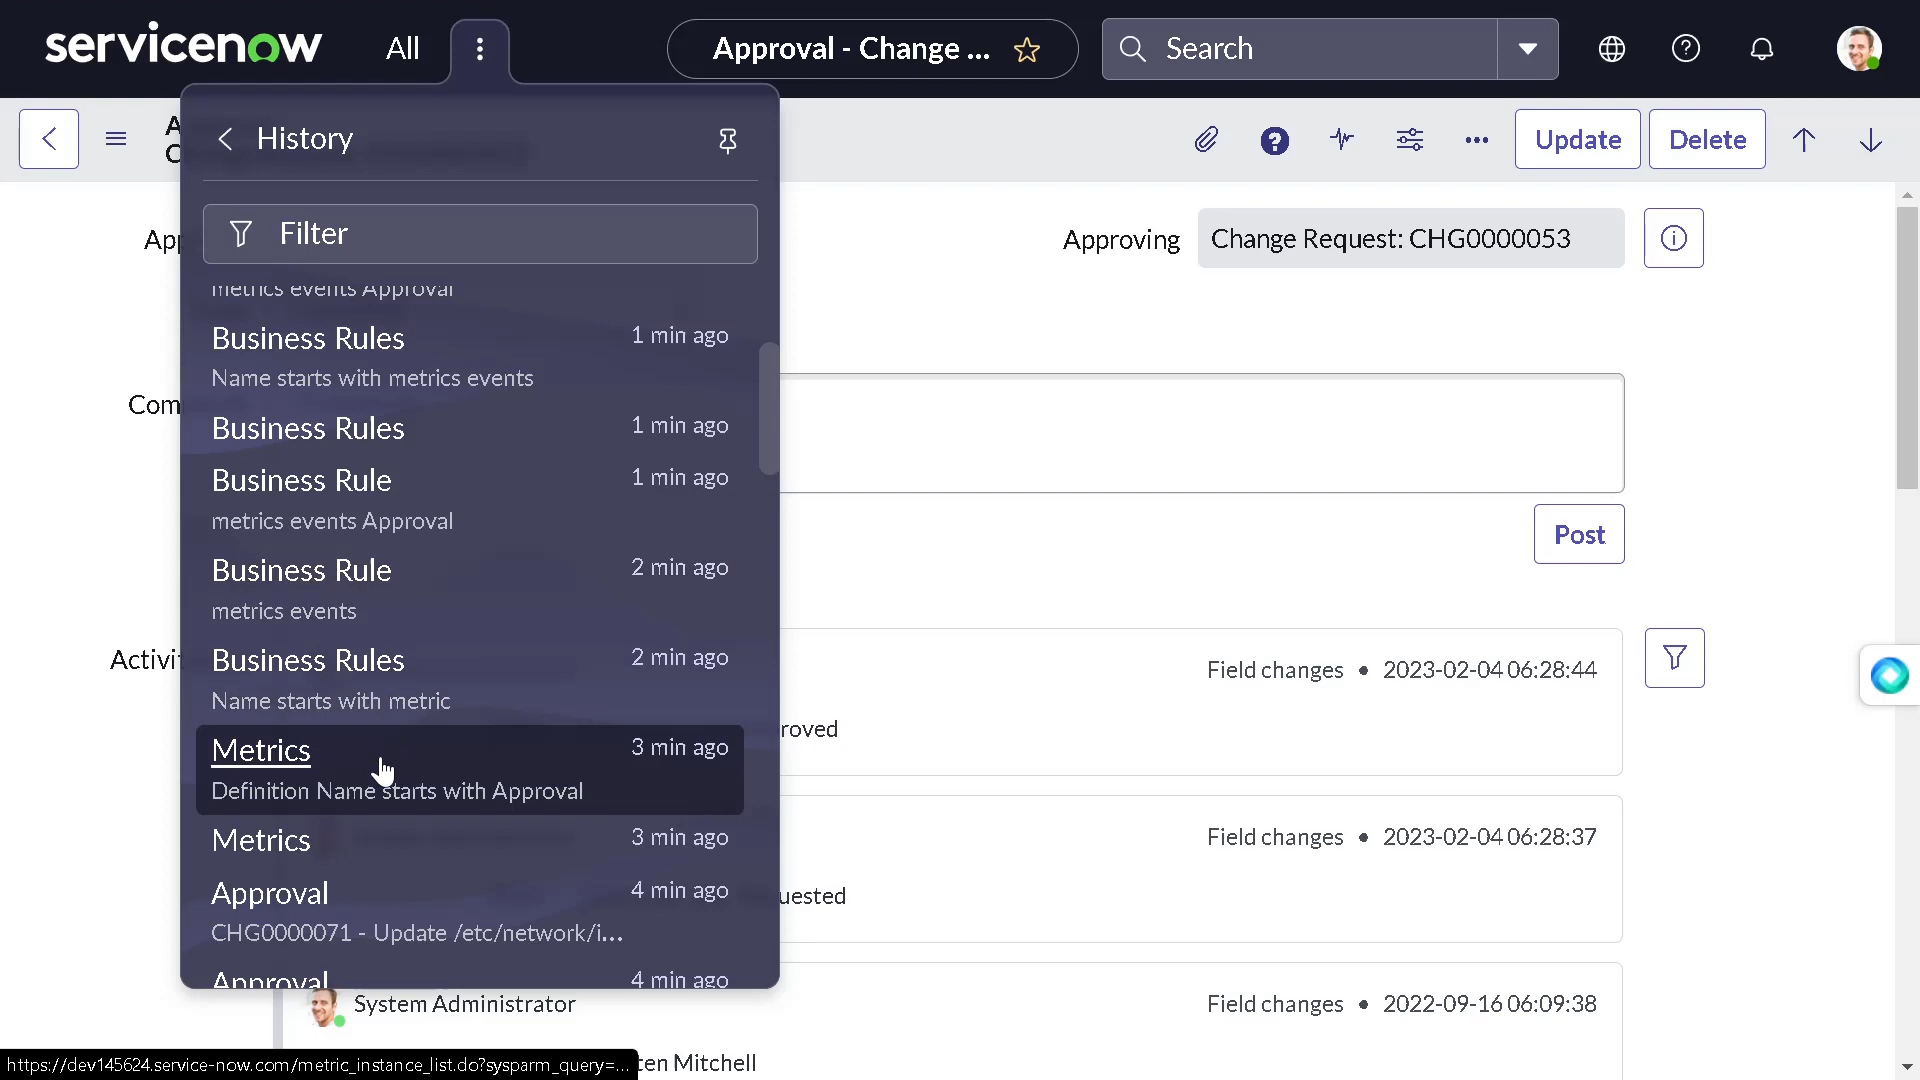 servicenow All Approval - Change ... Search
History
Update Delete
Filter
Approving Change Request: CHG0000053
metrics events Approval
Business Rules 1 min ago
Name starts with metrics events
Business Rules 1 min ago
Business Rule 1 min ago
metrics events Approval
Post
Business Rule 2 min ago
metrics events
Business Rules 2 min ago
Name starts with metric
Field changes • 2023-02-04 06:28:44
Metrics 3 min ago
Definition Name starts with Approval
Metrics 3 min ago
Field changes • 2023-02-04 06:28:37
Approval 4 min ago
CHG0000071 - Update /etc/network/i...
Approval 4 min ago
System Administrator Field changes • 2022-09-16 06:09:38
https://dev145624.service-now.com/metric_instance_list.do?sysparm_query=...
Mitchell